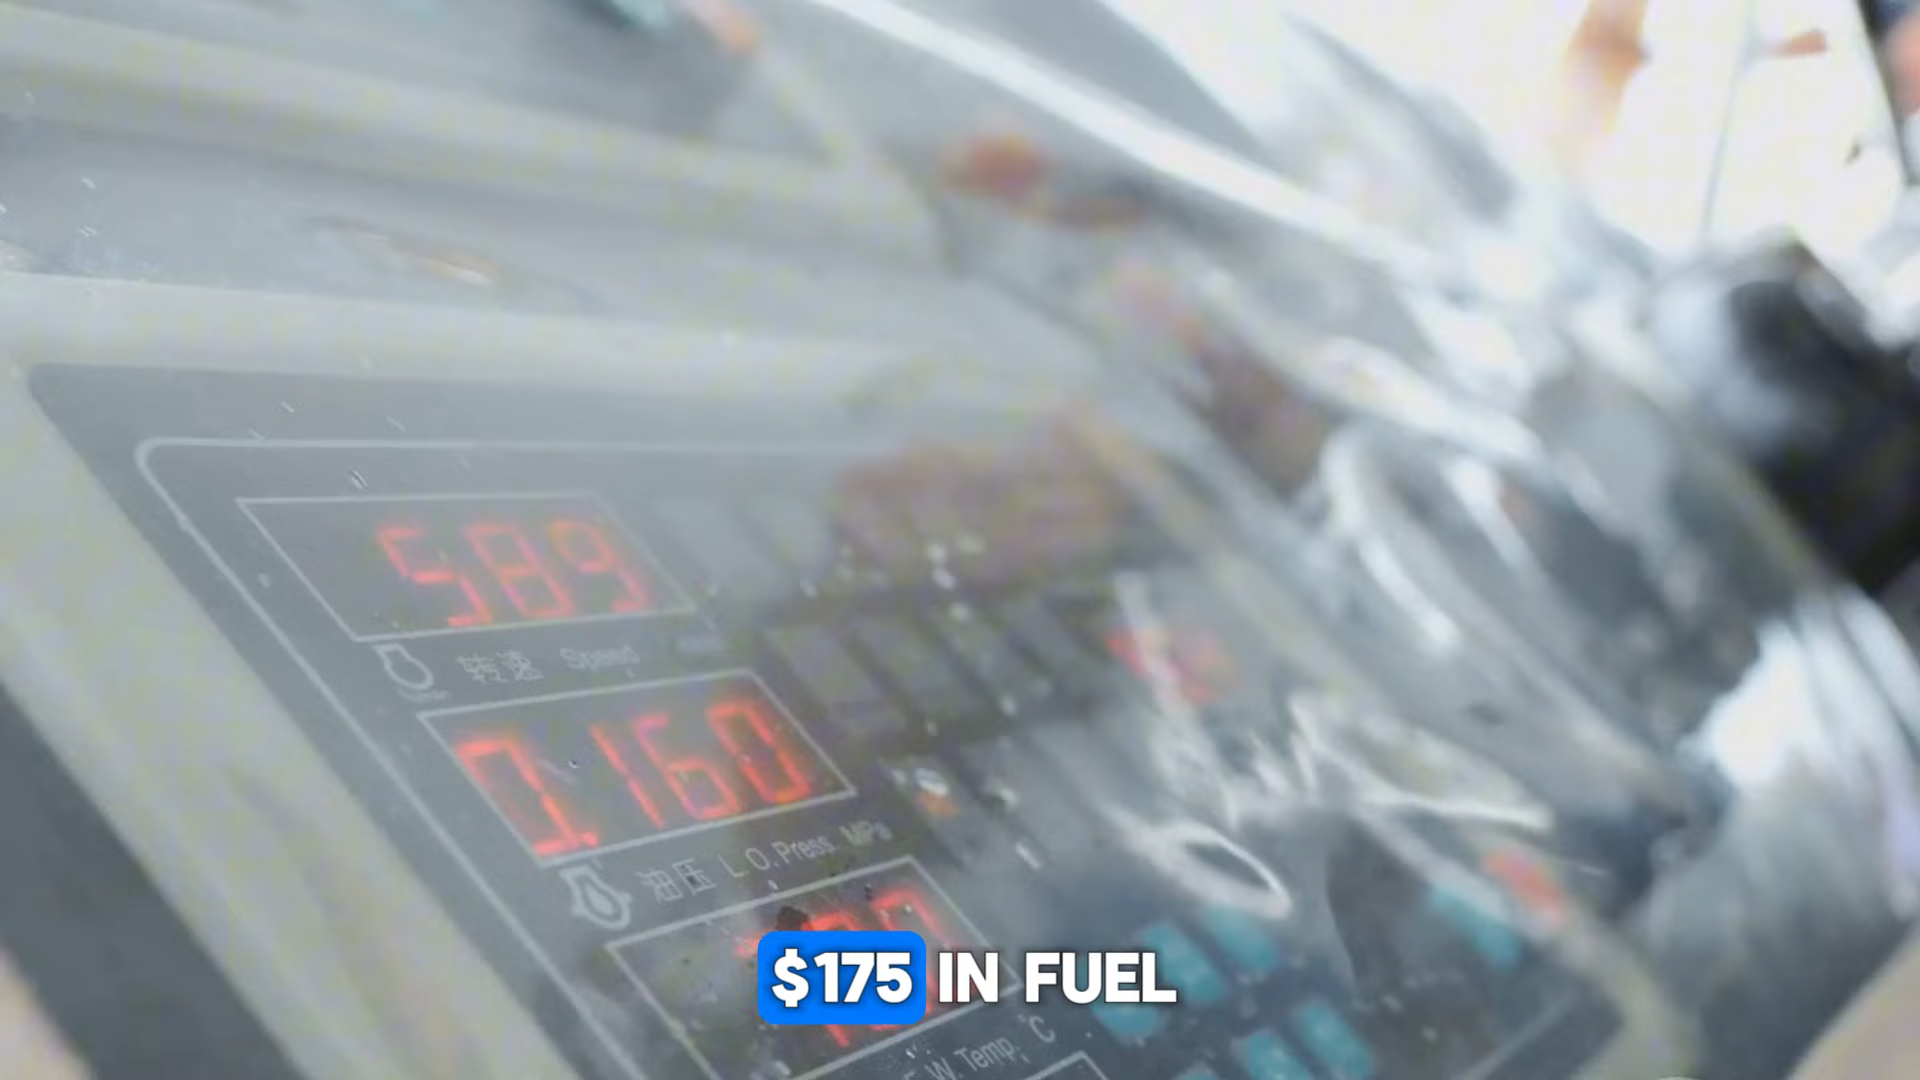 589
转速 Speed
0.160
油压 L.O.Press. MPa
$175 IN FUEL
W. Temp. °C